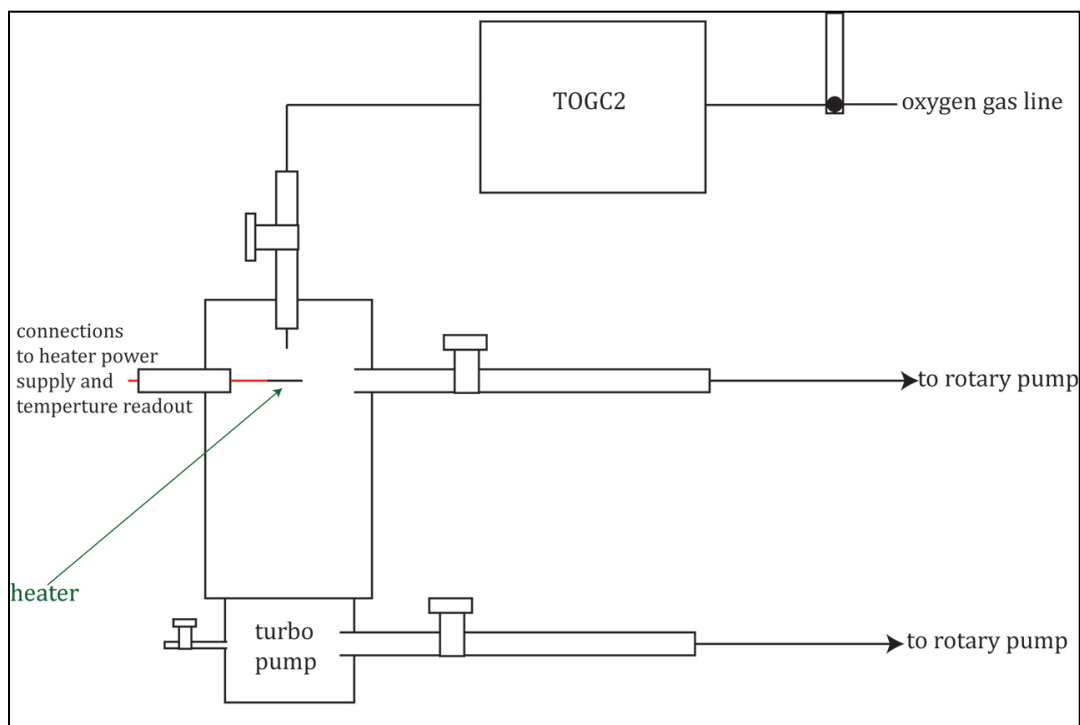 TOGC2
oxygen gas line
connections
to heater power
supply and
temperture readout
to rotary pump
heater
turbo
pump
to rotary pump